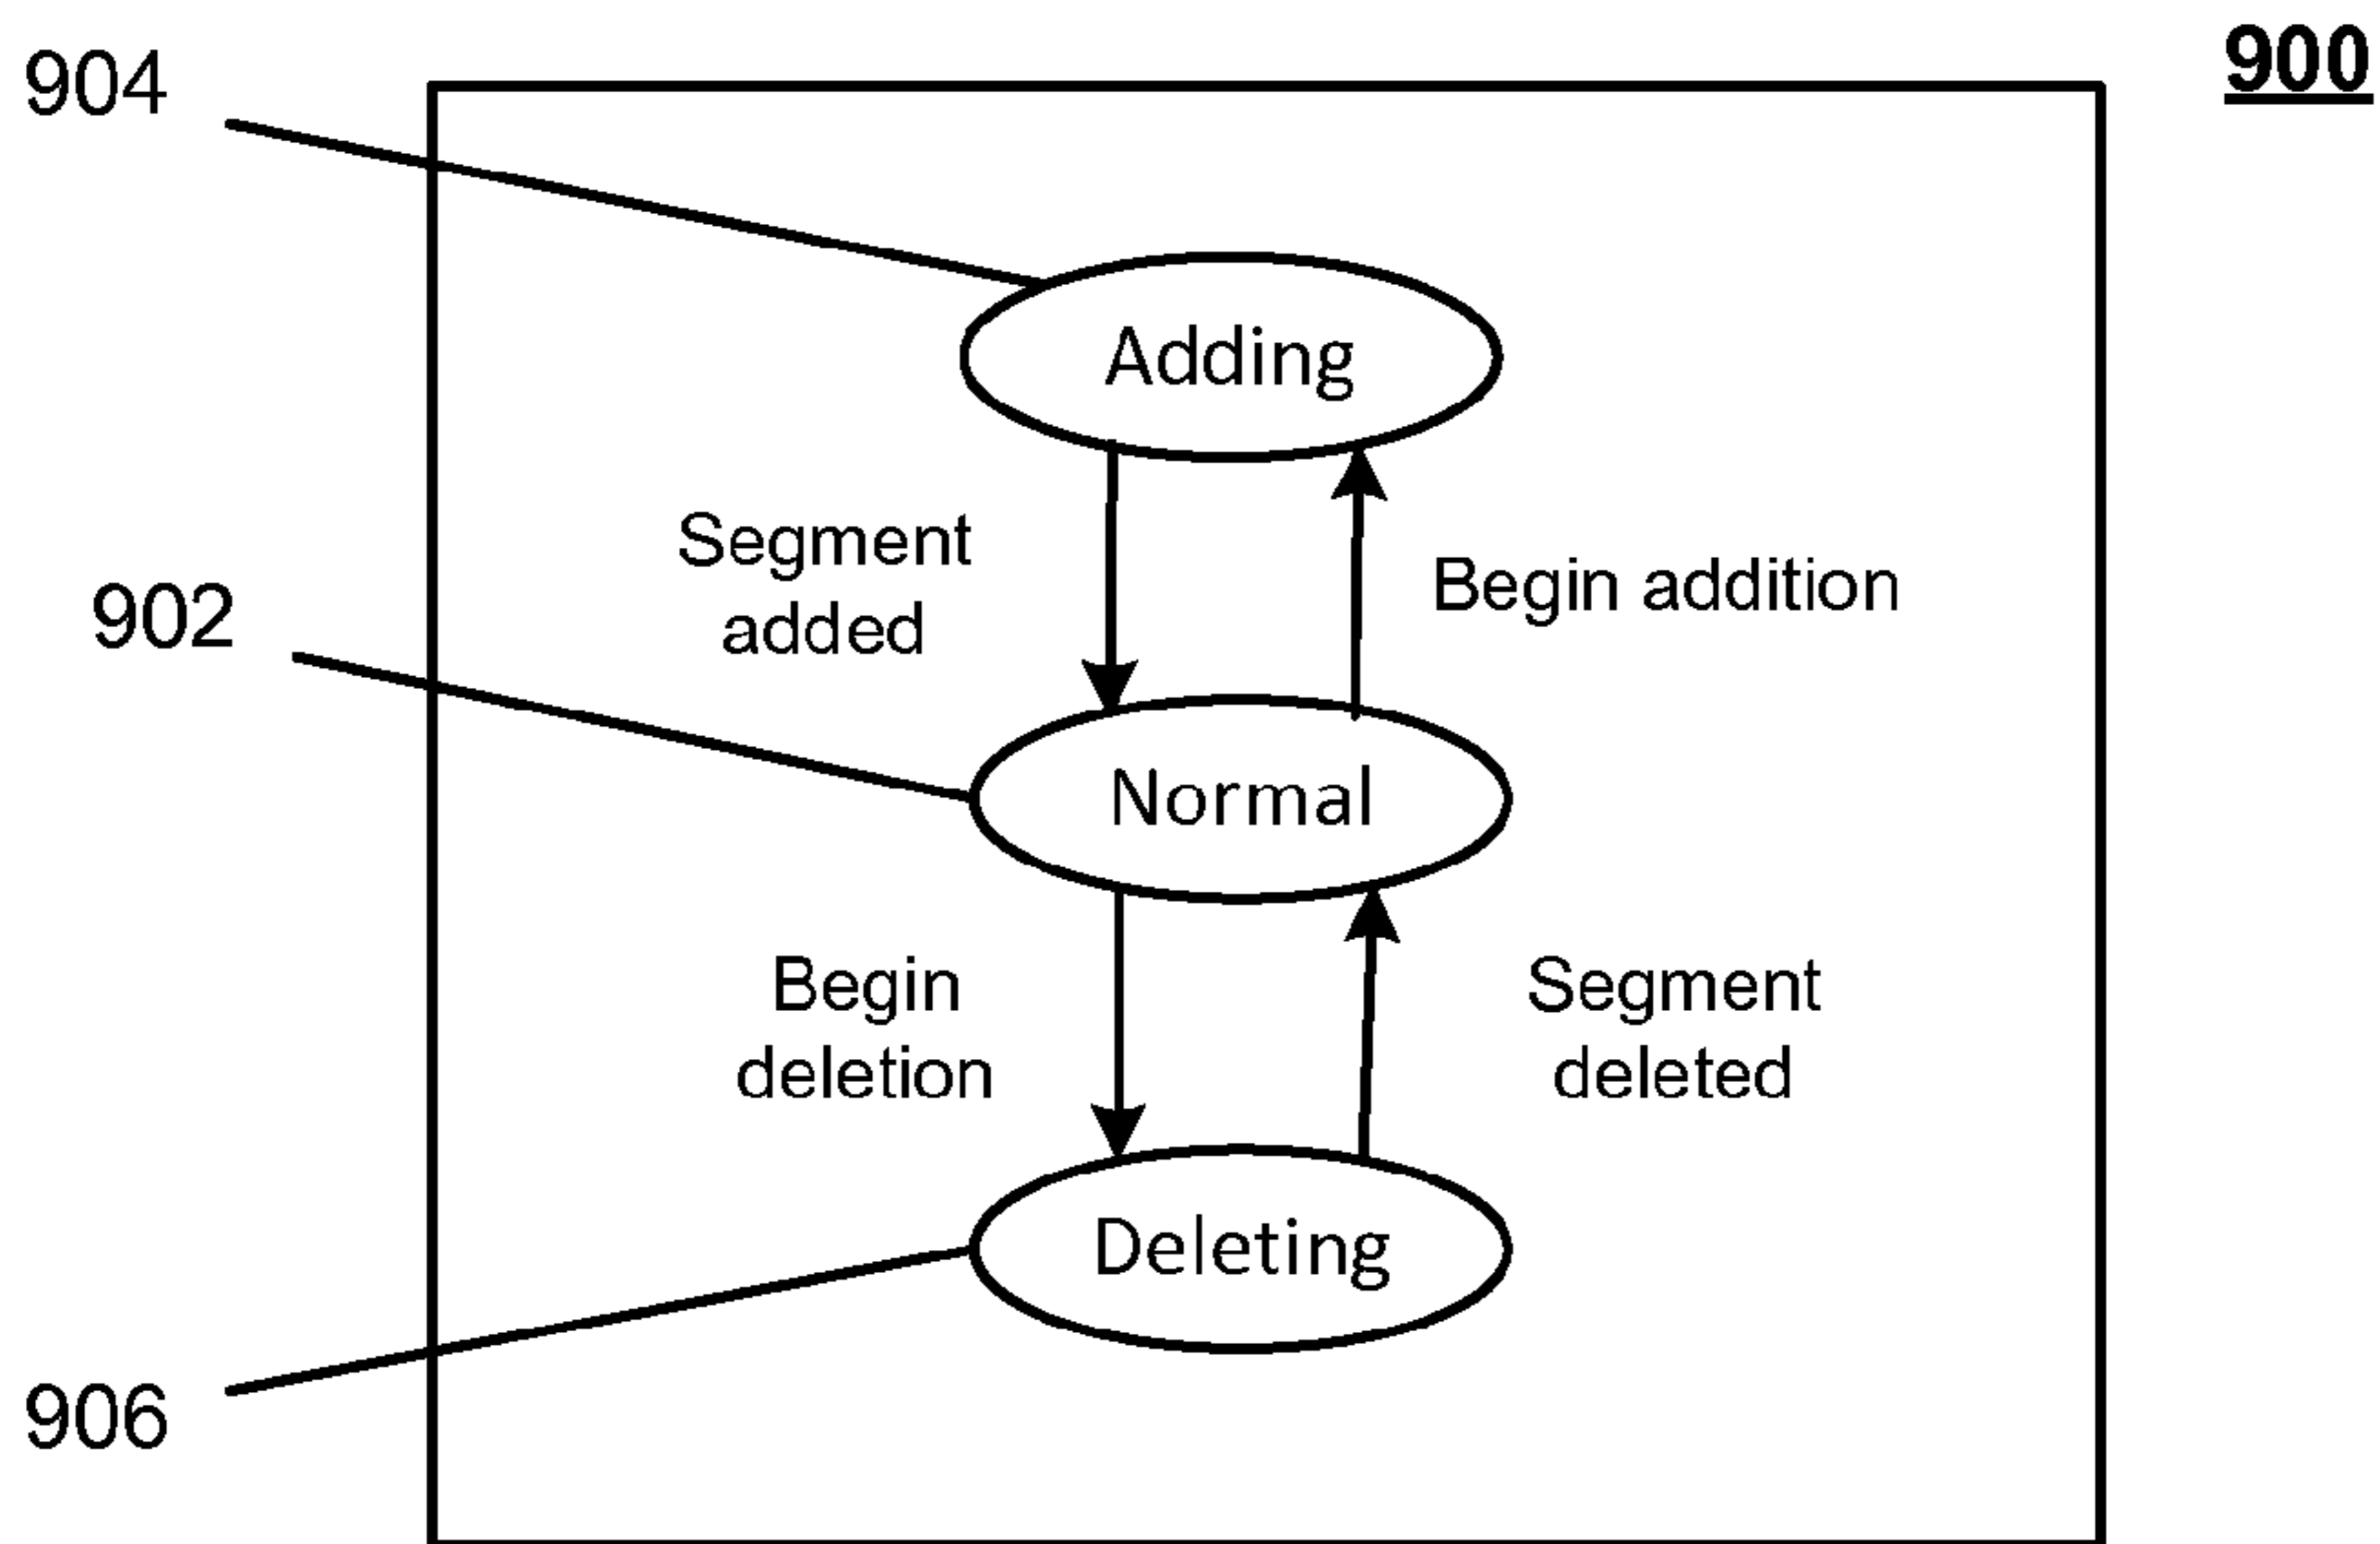 900
904
Adding
Segment
added
Begin addition
902
Normal
Begin
deletion
Segment
deleted
Deleting
906